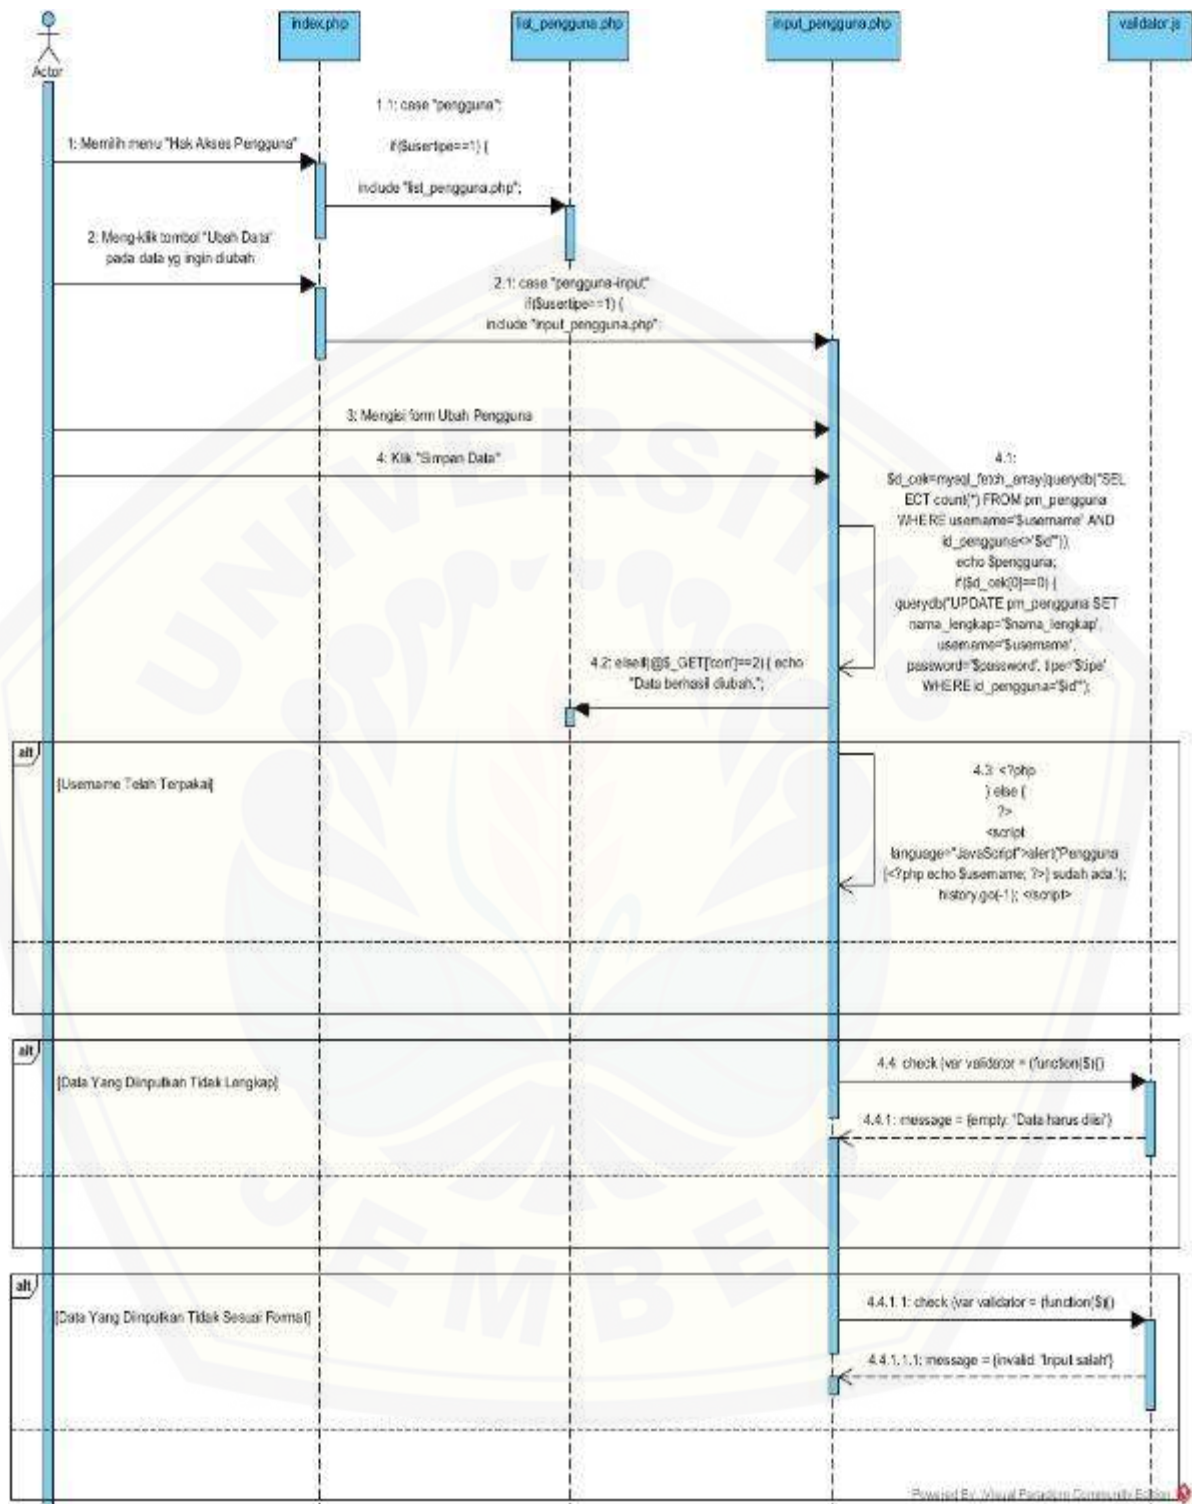 index.php
list_pengguna.php
input_pengguna.php
validator.js
Actor
1: Memilih menu "Hak Akses Pengguna"
1.1: case "pengguna":
if($usertipe==1) {
include "list_pengguna.php";
2: Meng-klik tombol "Ubah Data"
pada data yg ingin diubah
2.1: case "pengguna-input"
if($usertipe==1) {
include "input_pengguna.php";
3: Mengisi form Ubah Pengguna
4: Klik "Simpan Data"
4.1:
$d_cek=mysql_fetch_array(querydb("SEL
ECT count(*) FROM pm_pengguna
WHERE username='$username' AND
id_pengguna<>'$id'"));
echo $pengguna;
if($d_cek[0]==0) {
querydb("UPDATE pm_pengguna SET
nama_lengkap='$nama_lengkap',
username='$username',
password='$password', tipe='$tipe'
WHERE id_pengguna='$id'");
4.2: elseif(@$_GET['con']==2) { echo
"Data berhasil diubah.";
alt
[Username Telah Terpakai]
4.3: <?php
} else {
?>
<script
language="JavaScript">alert('Pengguna
[<?php echo $username; ?>] sudah ada.');
history.go(-1); </script>
alt
[Data Yang Diinputkan Tidak Lengkap]
4.4: check (var validator = (function($){)
4.4.1: message = {empty: 'Data harus diisi'}
alt
[Data Yang Diinputkan Tidak Sesuai Format]
4.4.1.1: check (var validator = (function($){)
4.4.1.1.1: message = {invalid: 'Input salah'}
UNIVERSITAS
JEMBER
Powered By Visual Paradigm Community Edition